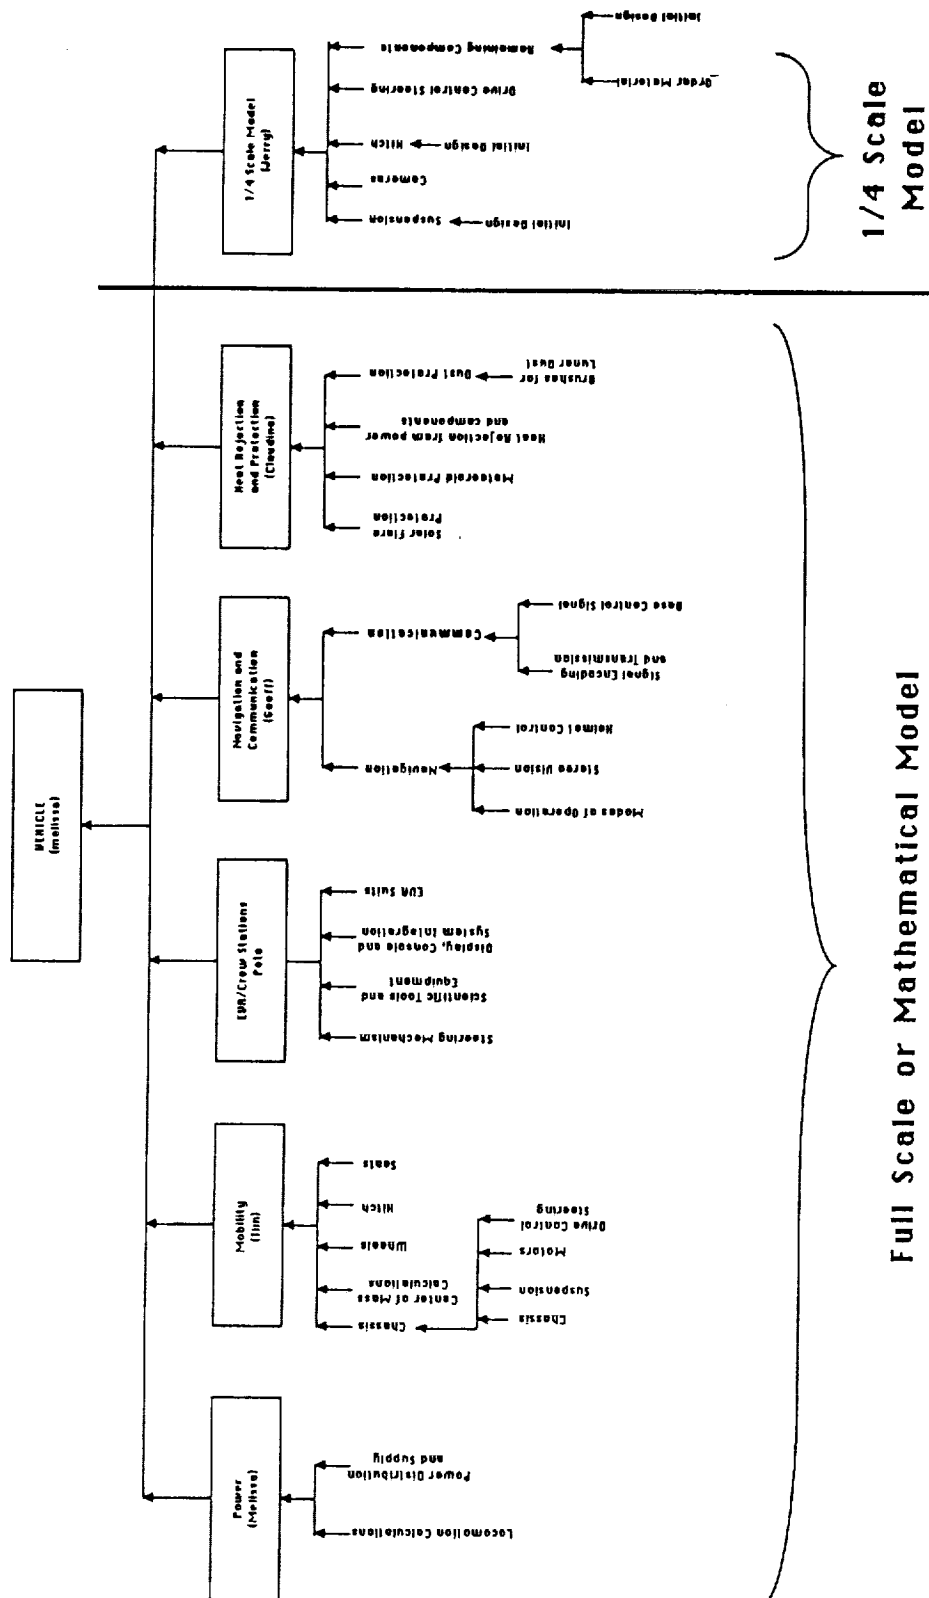 VEHICLE
(melissa)
Power
(Melissa)
Locomotion Calculations
Power Distribution
and Supply
Mobility
(Jim)
Chassis
Chassis
Suspension
Motors
Drive Control
Steering
Center of Mass
Calculations
Wheels
Hitch
Seats
EVA/Crew Stations
Pete
Steering Mechanism
Scientific Tools and
Equipment
Display, Console and
System Integration
EVA Suits
Navigation and
Communication
(Geoff)
Navigation
Modes of Operation
Stereo Vision
Helmet Control
Communication
Signal Encoding
and Transmission
Base Control Signal
Heat Rejection
and Protection
(Claudine)
Solar Flare
Protection
Meteoroid Protection
Heat Rejection from power
and components
Dust Protection
Brushes for
Lunar Dust
1/4 Scale Model
(Jerry)
Suspension
Initial Design
Cameras
Hitch
Initial Design
Drive Control Steering
Remaining Components
Order Material
Initial Design
Full Scale or Mathematical Model
1/4 Scale
Model